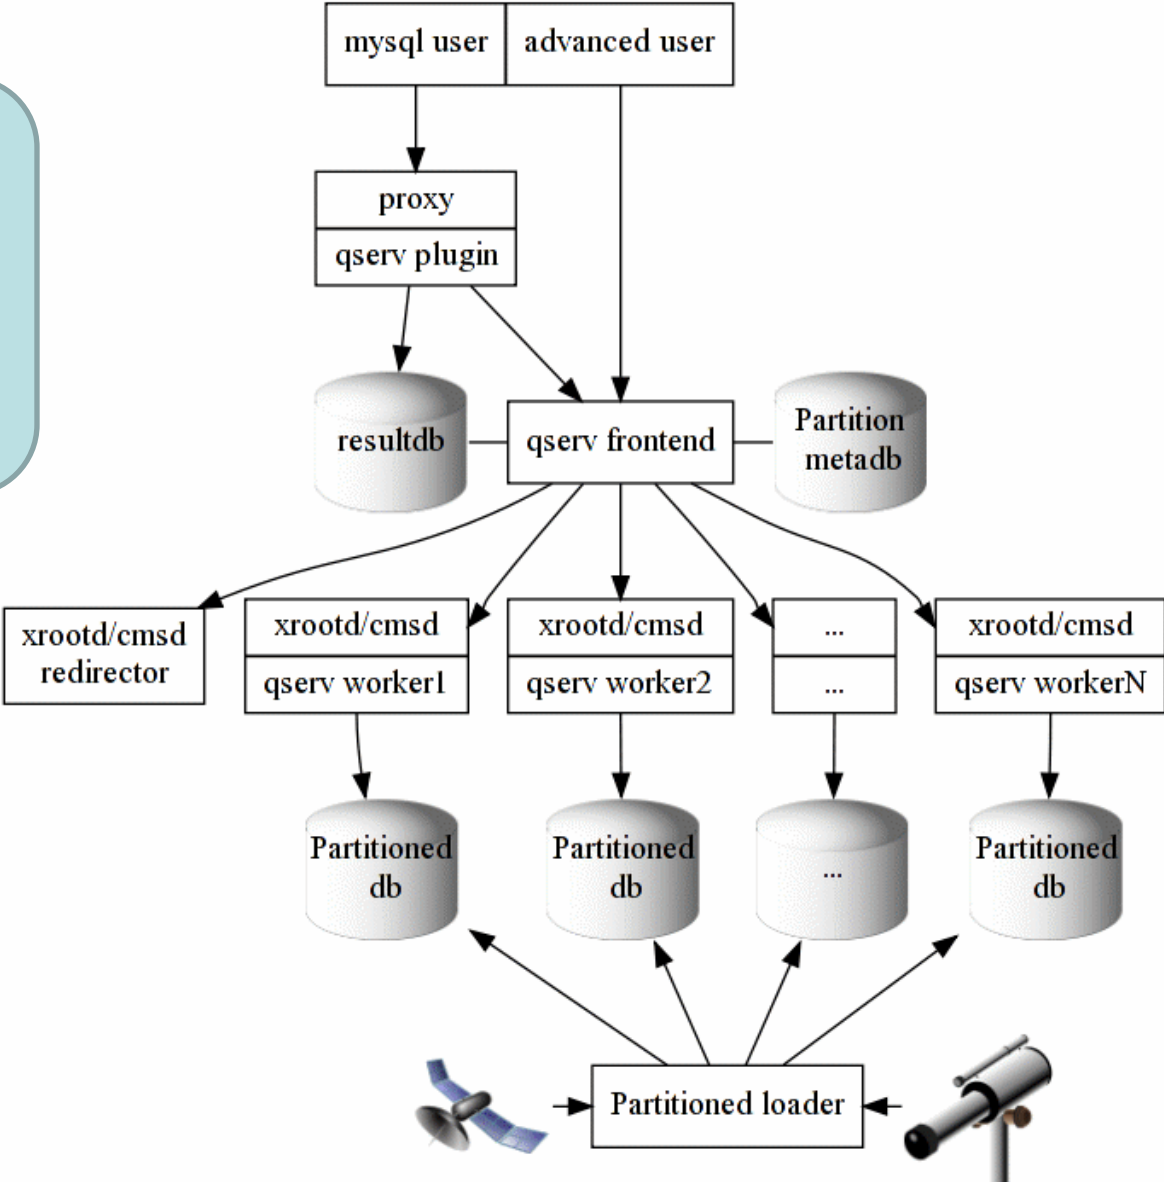 mysql user
advanced user
proxy
qserv plugin
resultdb
qserv frontend
Partition
metadb
xrootd/cmsd
redirector
xrootd/cmsd
qserv worker1
xrootd/cmsd
qserv worker2
...
...
xrootd/cmsd
qserv workerN
Partitioned
db
Partitioned
db
...
Partitioned
db
Partitioned loader